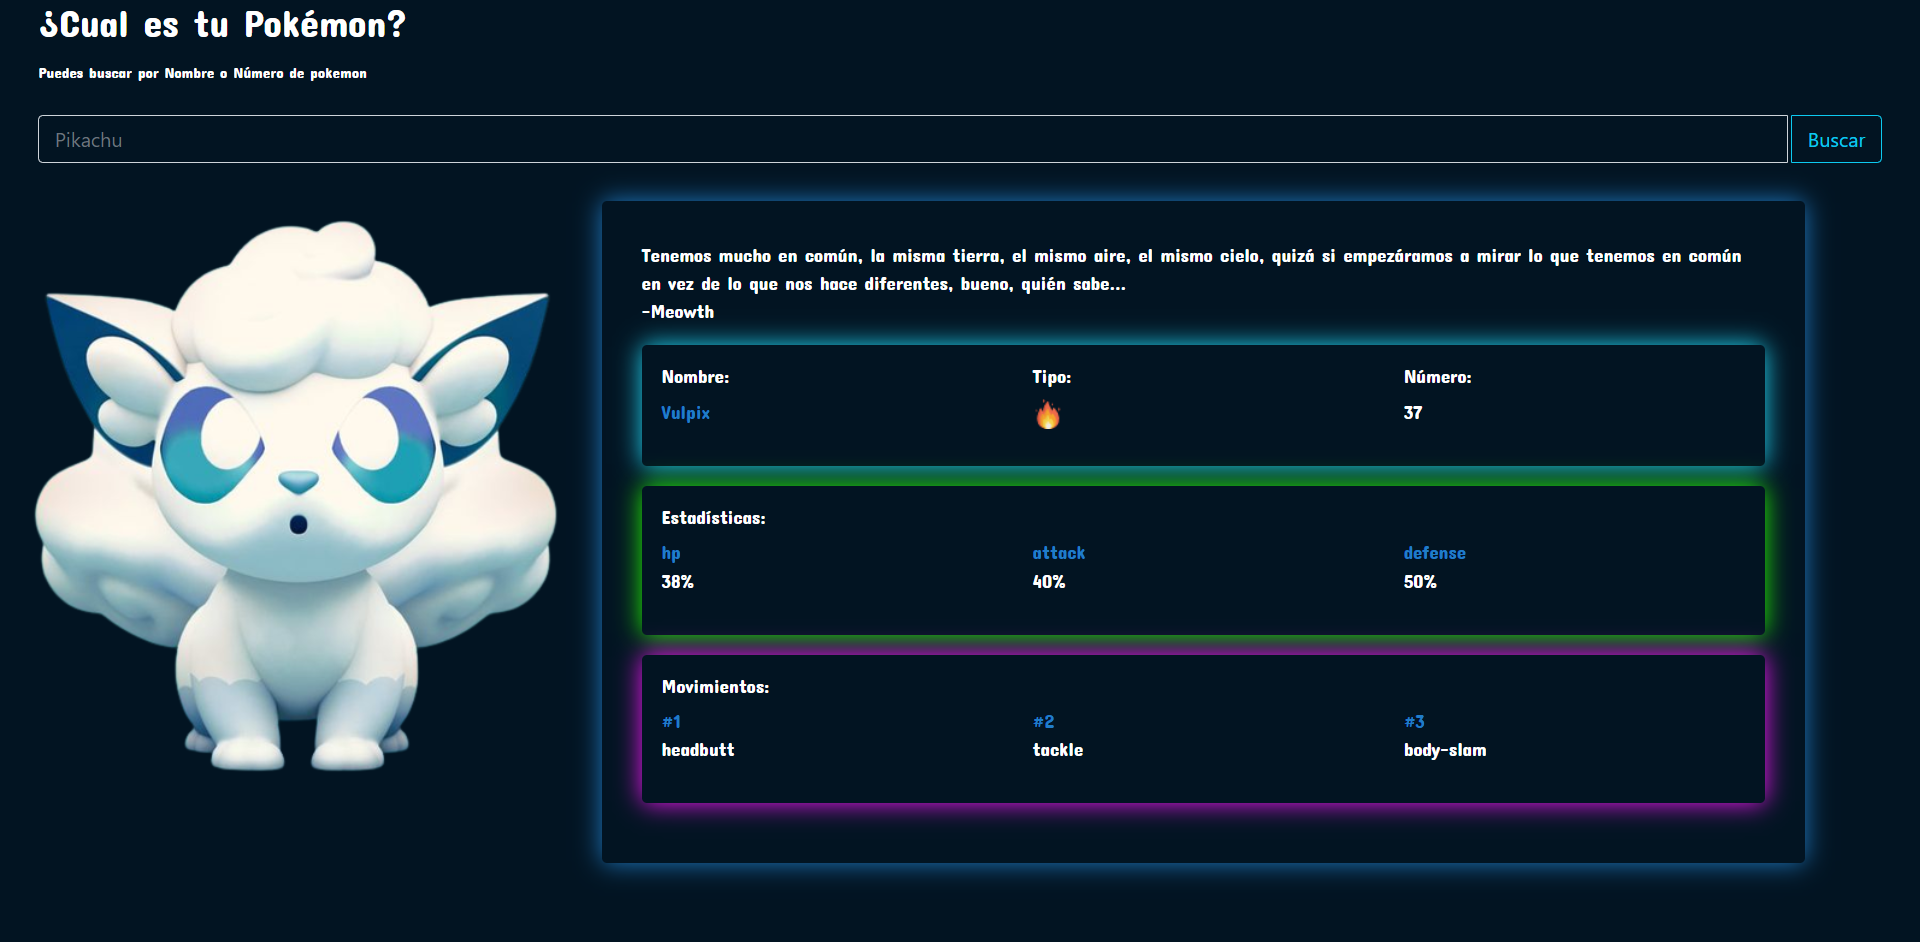 ¿Cual es tu Pokémon?
Puedes buscar por Nombre o Número de pokemon
Pikachu
Buscar
Tenemos mucho en común, la misma tierra, el mismo aire, el mismo cielo, quizá si empezáramos a mirar lo que tenemos en común
en vez de lo que nos hace diferentes, bueno, quién sabe...
-Meowth
Nombre: Tipo: Número:
Vulpix 37
Estadísticas:
hp attack defense
38% 40% 50%
Movimientos:
#1 #2 #3
headbutt tackle body-slam